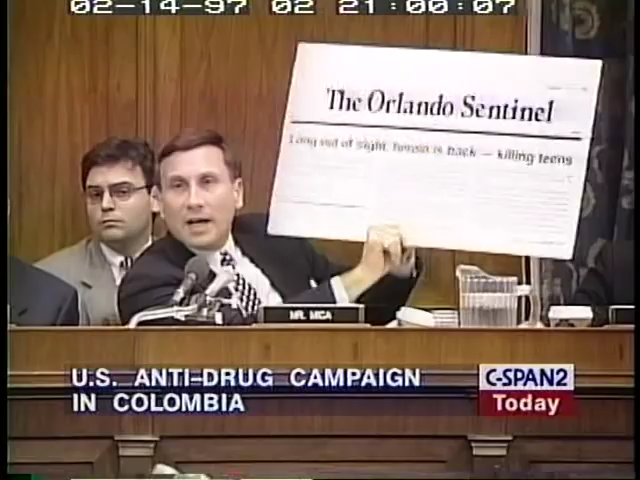 02-14-97 02 21:00:07
The Orlando Sentinel
Long out of sight, heroin is back — killing teens
MR. MICA
U.S. ANTI-DRUG CAMPAIGN
IN COLOMBIA
C-SPAN2
Today